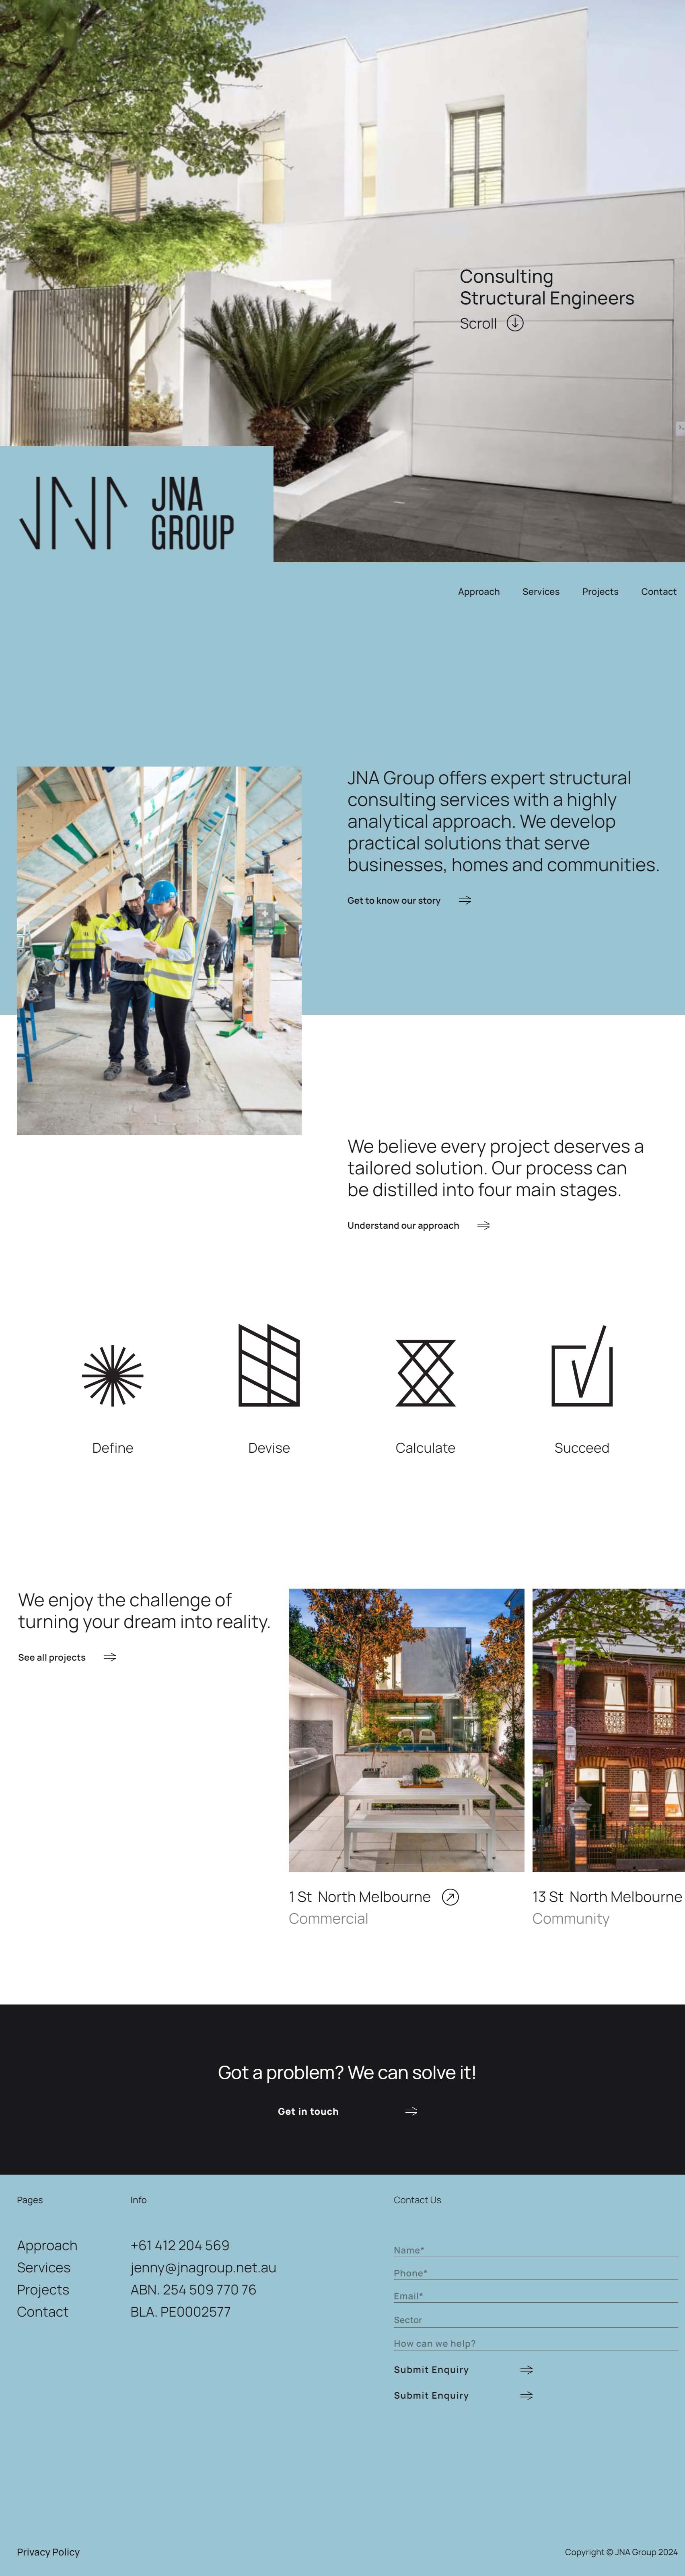 Consulting
Structural Engineers
Scroll
JNA
GROUP
Approach Services Projects Contact
JNA Group offers expert structural
consulting services with a highly
analytical approach. We develop
practical solutions that serve
businesses, homes and communities.
Get to know our story
We believe every project deserves a
tailored solution. Our process can
be distilled into four main stages.
Understand our approach
Define Devise Calculate Succeed
We enjoy the challenge of
turning your dream into reality.
See all projects
1 St North Melbourne
Commercial
13 St North Melbourne
Community
Got a problem? We can solve it!
Get in touch
Pages
Approach
Services
Projects
Contact
Info
+61 412 204 569
jenny@jnagroup.net.au
ABN. 254 509 770 76
BLA. PE0002577
Contact Us
Name*
Phone*
Email*
Sector
How can we help?
Submit Enquiry
Submit Enquiry
Privacy Policy
Copyright © JNA Group 2024